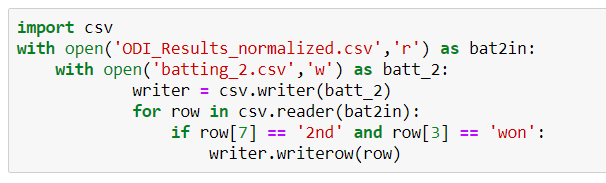 import csv
with open('ODI_Results_normalized.csv','r') as bat2in:
    with open('batting_2.csv','w') as batt_2:
            writer = csv.writer(batt_2)
            for row in csv.reader(bat2in):
                if row[7] == '2nd' and row[3] == 'won':
                    writer.writerow(row)